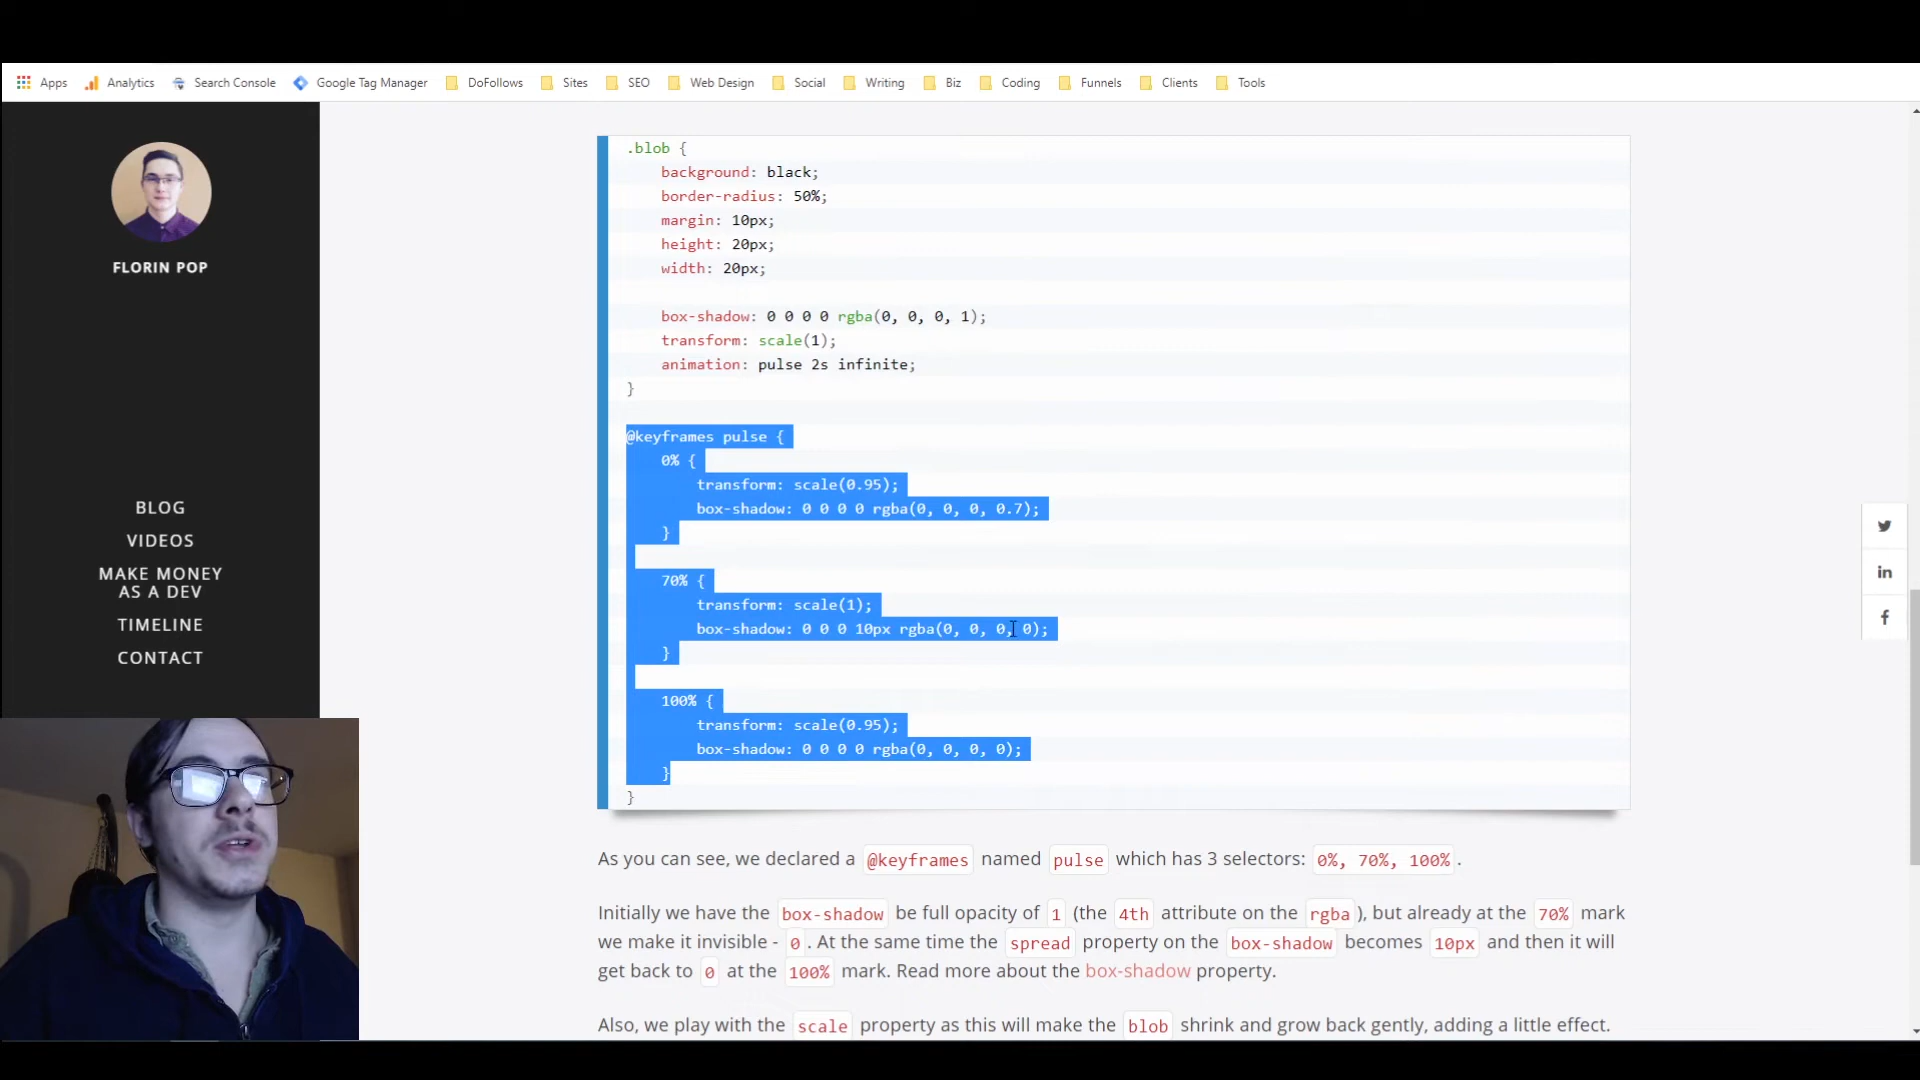 Apps Analytics Search Console Google Tag Manager DoFollows Sites SEO Web Design Social Writing Biz Coding Funnels Clients Tools
FLORIN POP
BLOG
VIDEOS
MAKE MONEY
AS A DEV
TIMELINE
CONTACT
.blob {
background: black;
border-radius: 50%;
margin: 10px;
height: 20px;
width: 20px;
box-shadow: 0 0 0 0 rgba(0, 0, 0, 1);
transform: scale(1);
animation: pulse 2s infinite;
}
@keyframes pulse {
0% {
transform: scale(0.95);
box-shadow: 0 0 0 0 rgba(0, 0, 0, 0.7);
}
70% {
transform: scale(1);
box-shadow: 0 0 0 10px rgba(0, 0, 0, 0);
}
100% {
transform: scale(0.95);
box-shadow: 0 0 0 0 rgba(0, 0, 0, 0);
}
}
As you can see, we declared a @keyframes named pulse which has 3 selectors: 0%, 70%, 100% .
Initially we have the box-shadow be full opacity of 1 (the 4th attribute on the rgba ), but already at the 70% mark
we make it invisible - 0 . At the same time the spread property on the box-shadow becomes 10px and then it will
get back to 0 at the 100% mark. Read more about the box-shadow property.
Also, we play with the scale property as this will make the blob shrink and grow back gently, adding a little effect.